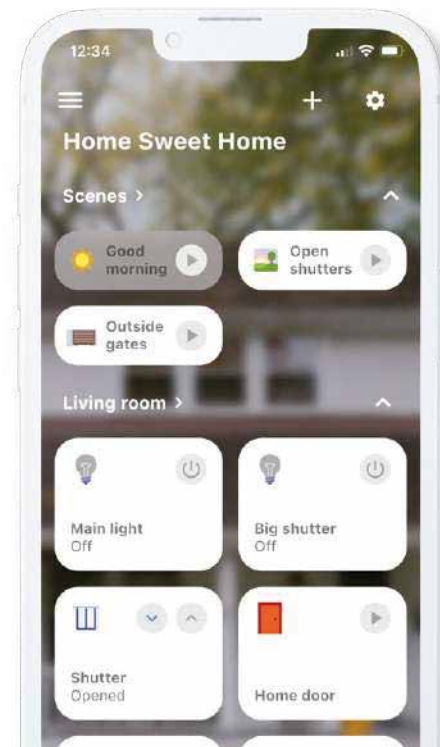 12:34
Home Sweet Home
Scenes >
Good
morning
Open
shutters
Outside
gates
Living room >
Main light
Off
Big shutter
Off
Shutter
Opened
Home door